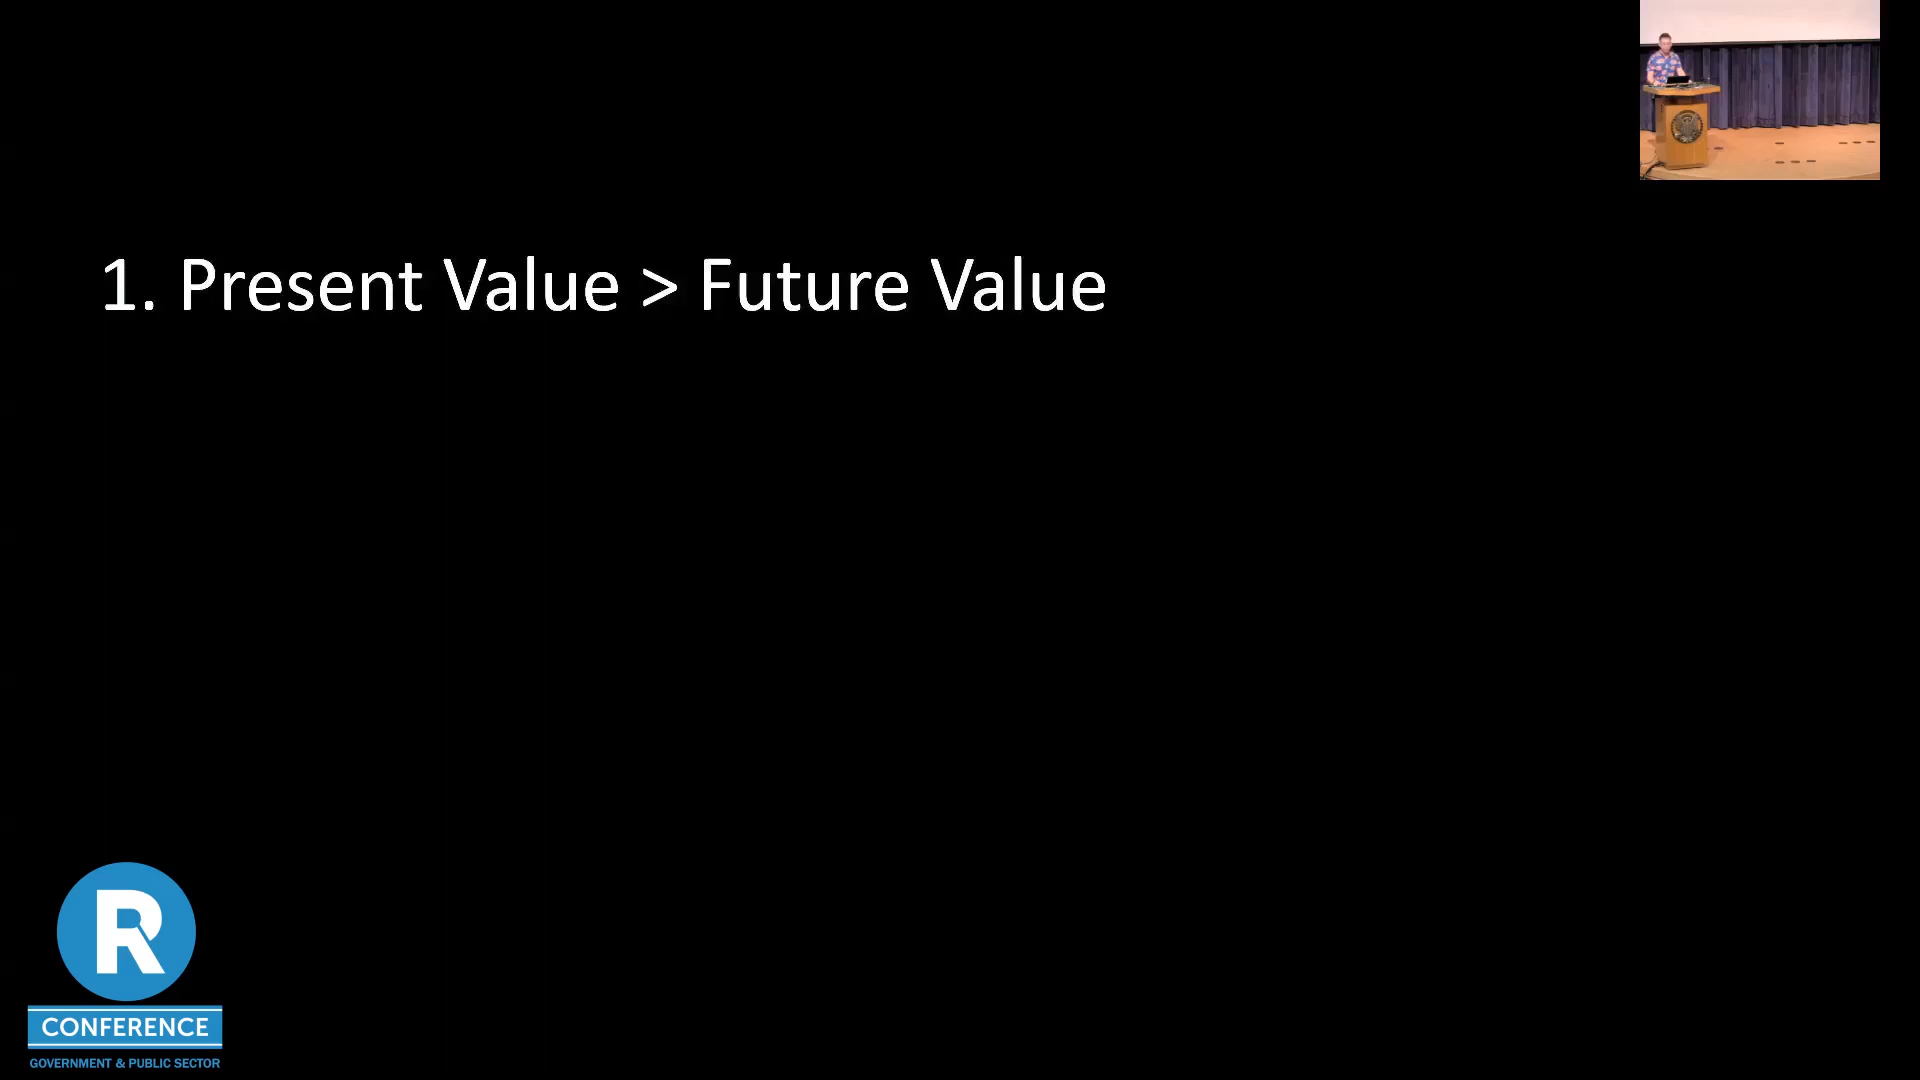 1. Present Value > Future Value
R
CONFERENCE
GOVERNMENT & PUBLIC SECTOR